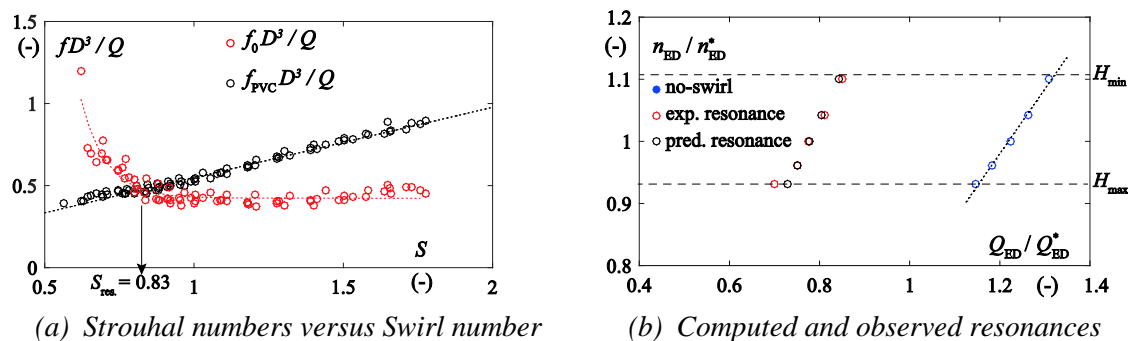 1.5
(-)
1
0.5
0
fD³/Q
f₀D³/Q
f_PVC D³/Q
S
0.5
S_res. = 0.83
1
1.5
(-)
2
(a) Strouhal numbers versus Swirl number
1.2
(-)
1.1
1
0.9
0.8
n_ED / n*_ED
no-swirl
exp. resonance
pred. resonance
H_min
H_max
Q_ED / Q*_ED
0.4
0.6
0.8
1
1.2
(-)
1.4
(b) Computed and observed resonances